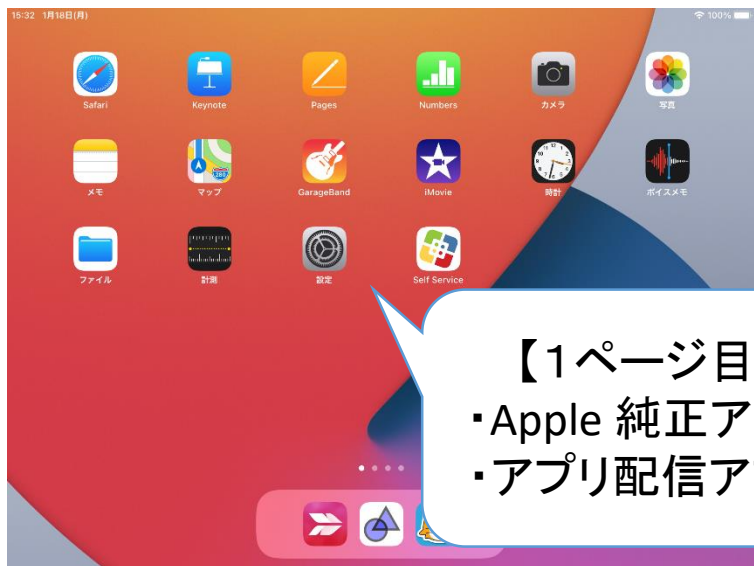 15:32 1月18日(月)
100%
Safari
Keynote
Pages
Numbers
カメラ
写真
メモ
マップ
GarageBand
iMovie
時計
ボイスメモ
ファイル
計測
設定
Self Service
【1ページ目
・Apple 純正ア
・アプリ配信ア